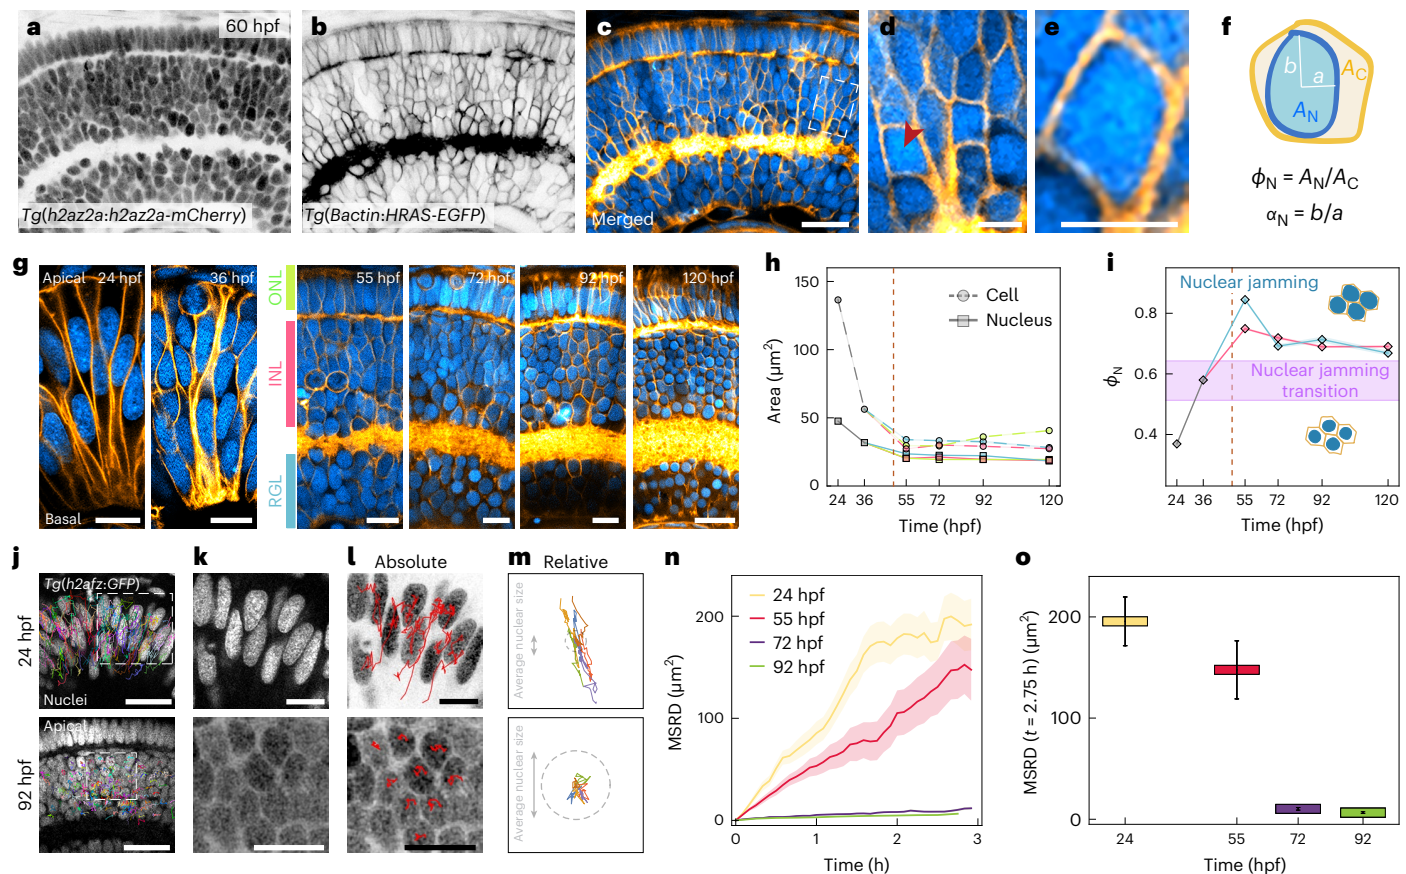 a
60 hpf
Tg(h2az2a:h2az2a-mCherry)
b
Tg(Bactin:HRAS-EGFP)
c
Merged
d
e
f
b
a
A_C
A_N
ϕ_N = A_N/A_C
α_N = b/a
g
Apical 24 hpf
Basal
36 hpf
ONL
INL
RGL
55 hpf
72 hpf
92 hpf
120 hpf
h
Area (µm²)
150
100
50
0
Cell
Nucleus
24 36 55 72 92 120
Time (hpf)
i
ϕ_N
0.8
0.6
0.4
Nuclear jamming
Nuclear jamming
transition
24 36 55 72 92 120
Time (hpf)
j
24 hpf
Tg(h2afz:GFP)
Nuclei
92 hpf
Apical
k
l
Absolute
m
Relative
Average nuclear size
Average nuclear size
n
MSRD (µm²)
200
100
0
24 hpf
55 hpf
72 hpf
92 hpf
0 1 2 3
Time (h)
o
MSRD (t = 2.75 h) (µm²)
200
100
0
24 55 72 92
Time (hpf)